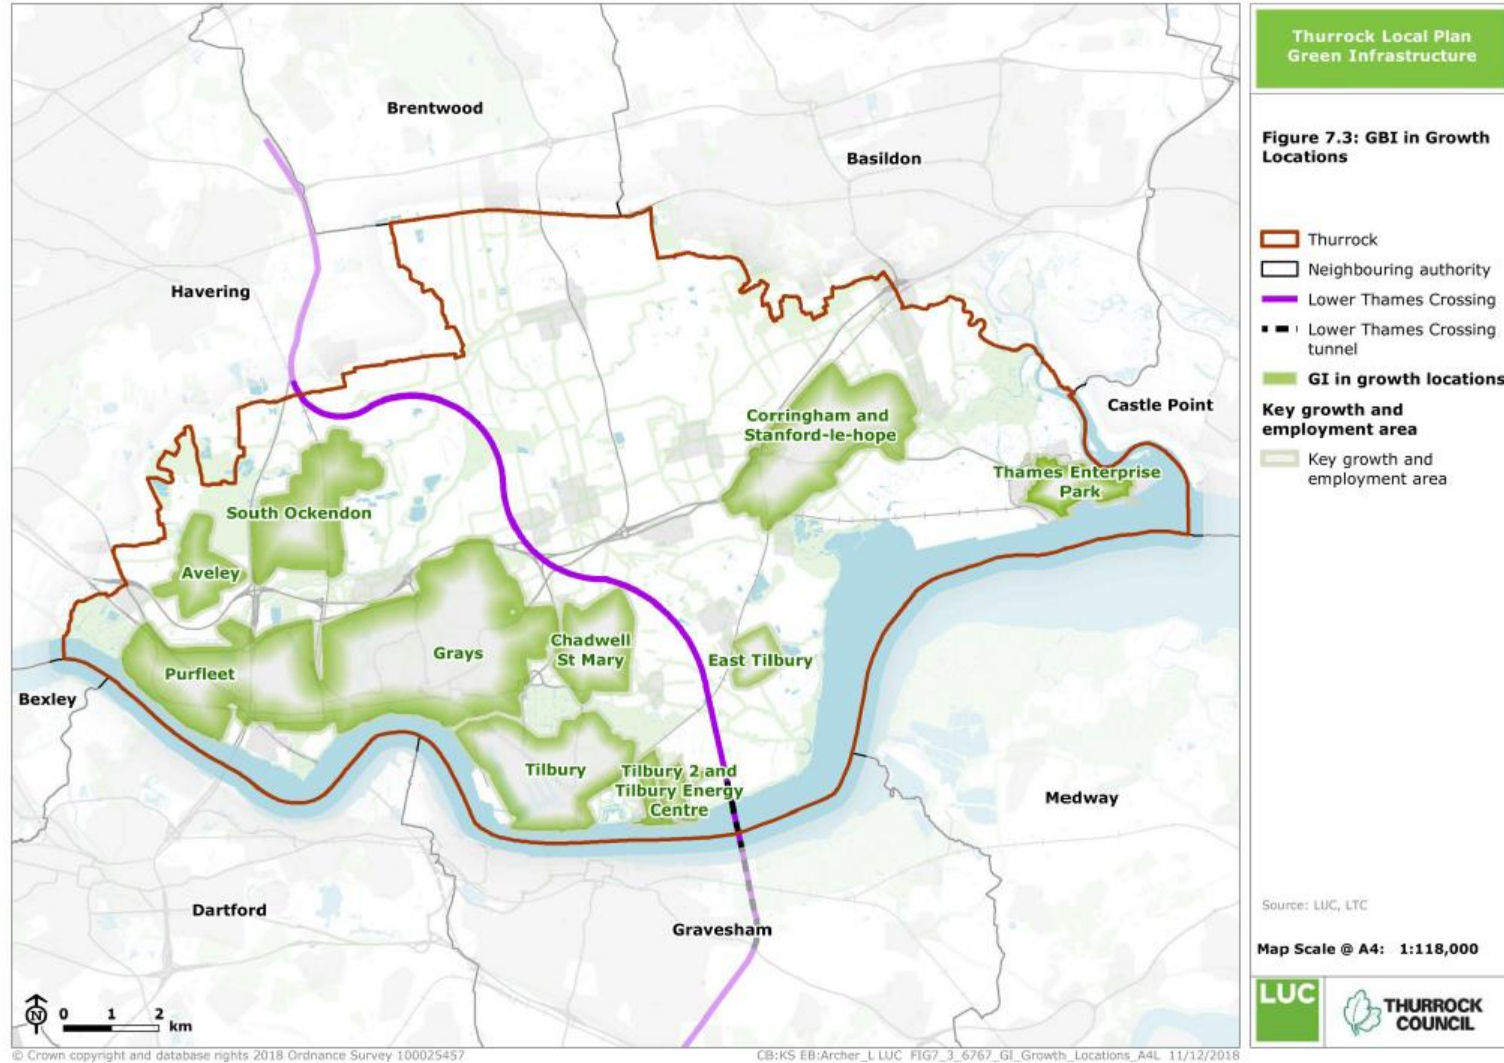 Thurrock Local Plan
Green Infrastructure
Figure 7.3: GBI in Growth
Locations
Thurrock
Neighbouring authority
Lower Thames Crossing
Lower Thames Crossing
tunnel
GI in growth locations
Key growth and
employment area
Key growth and
employment area
Brentwood
Basildon
Havering
Castle Point
Corringham and
Stanford-le-hope
Thames Enterprise
Park
South Ockendon
Aveley
Chadwell
St Mary
Grays
East Tilbury
Purfleet
Bexley
Tilbury
Tilbury 2 and
Tilbury Energy
Centre
Medway
Dartford
Gravesham
Source: LUC, LTC
Map Scale @ A4: 1:118,000
LUC
THURROCK
COUNCIL
N
0 1 2
km
© Crown copyright and database rights 2018 Ordnance Survey 100025457
CB:KS EB:Archer_L LUC FIG7_3_6767_GI_Growth_Locations_A4L 11/12/2018